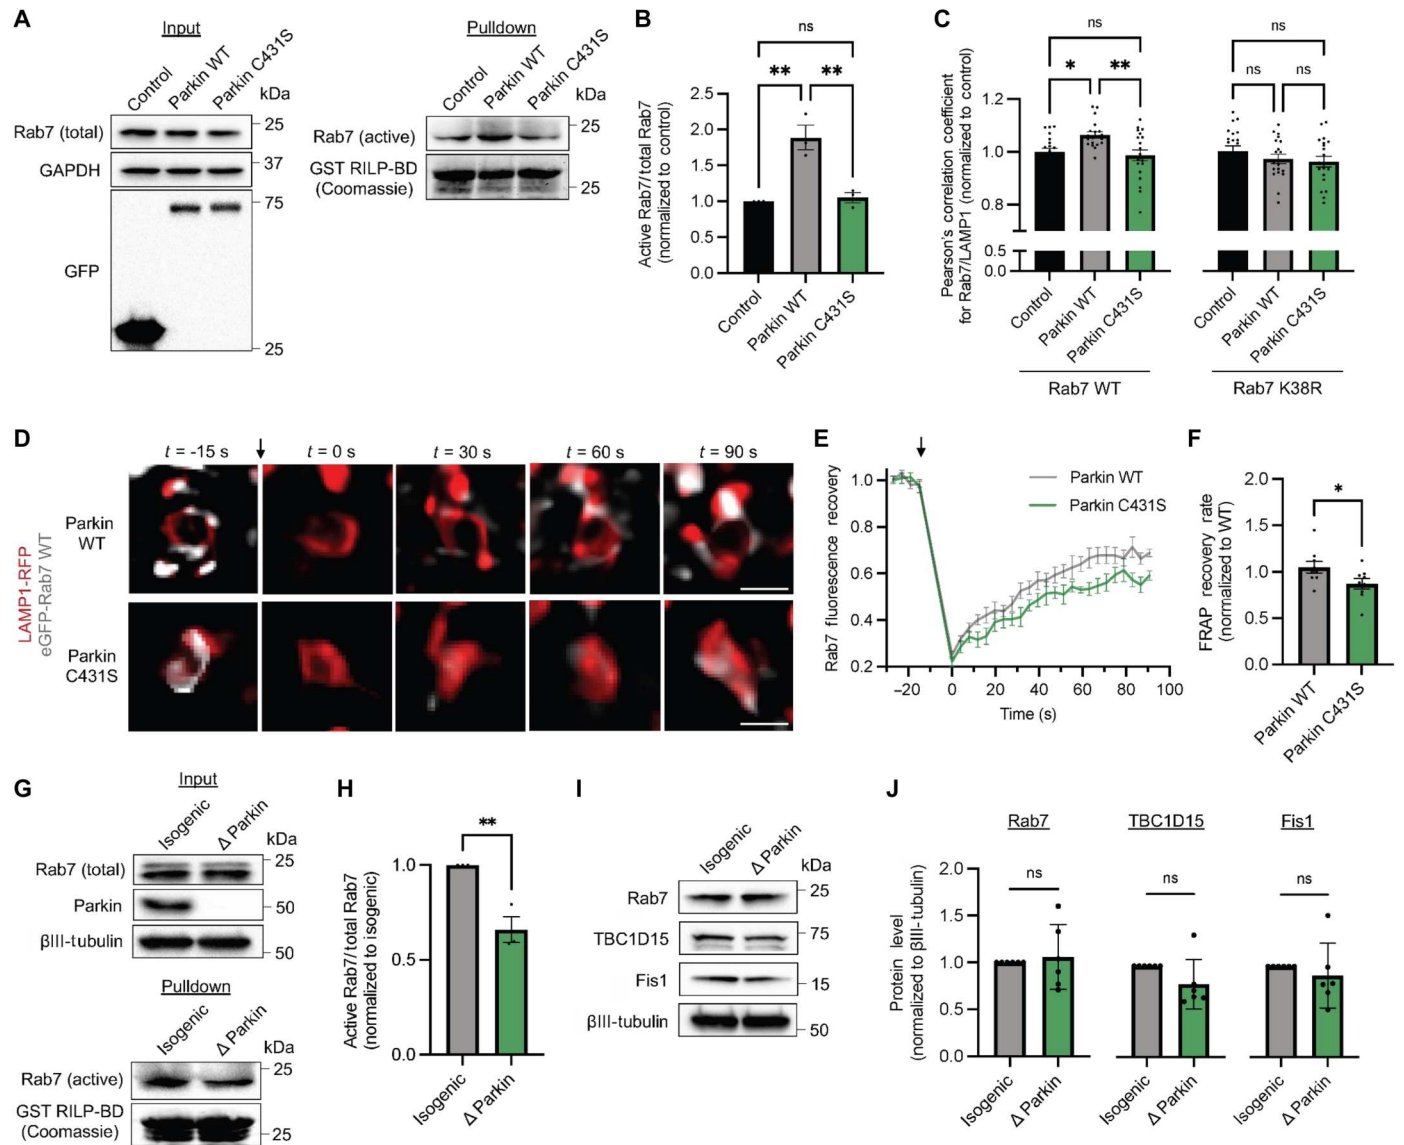 A
Input
Control
Parkin WT
Parkin C431S
kDa
Rab7 (total)
25
GAPDH
37
75
GFP
25
Pulldown
Control
Parkin WT
Parkin C431S
kDa
Rab7 (active)
25
GST RILP-BD
(Coomassie)
25
B
ns
** **
Active Rab7/total Rab7
(normalized to control)
2.5
2.0
1.5
1.0
0.5
0.0
Control
Parkin WT
Parkin C431S
C
ns
* **
ns
ns ns
Pearson's correlation coefficient
for Rab7/LAMP1 (normalized to control)
1.2
1.0
0.8
0.5
0.0
Control
Parkin WT
Parkin C431S
Rab7 WT
Control
Parkin WT
Parkin C431S
Rab7 K38R
D
t = -15 s
t = 0 s
t = 30 s
t = 60 s
t = 90 s
LAMP1-RFP
eGFP-Rab7 WT
Parkin
WT
Parkin
C431S
E
Rab7 fluorescence recovery
1.0
0.8
0.6
0.4
0.2
Parkin WT
Parkin C431S
−20 0 20 40 60 80 100
Time (s)
F
*
FRAP recovery rate
(normalized to WT)
2.0
1.5
1.0
0.5
0.0
Parkin WT
Parkin C431S
G
Input
Isogenic
Δ Parkin
kDa
Rab7 (total)
25
Parkin
50
βIII-tubulin
50
Pulldown
Isogenic
Δ Parkin
kDa
Rab7 (active)
25
GST RILP-BD
(Coomassie)
25
H
**
Active Rab7/total Rab7
(normalized to isogenic)
1.0
0.5
0.0
Isogenic
Δ Parkin
I
Isogenic
Δ Parkin
kDa
Rab7
25
TBC1D15
75
Fis1
15
βIII-tubulin
50
J
Rab7
TBC1D15
Fis1
ns
ns
ns
Protein level
(normalized to βIII-tubulin)
2.0
1.5
1.0
0.5
0.0
Isogenic
Δ Parkin
Isogenic
Δ Parkin
Isogenic
Δ Parkin